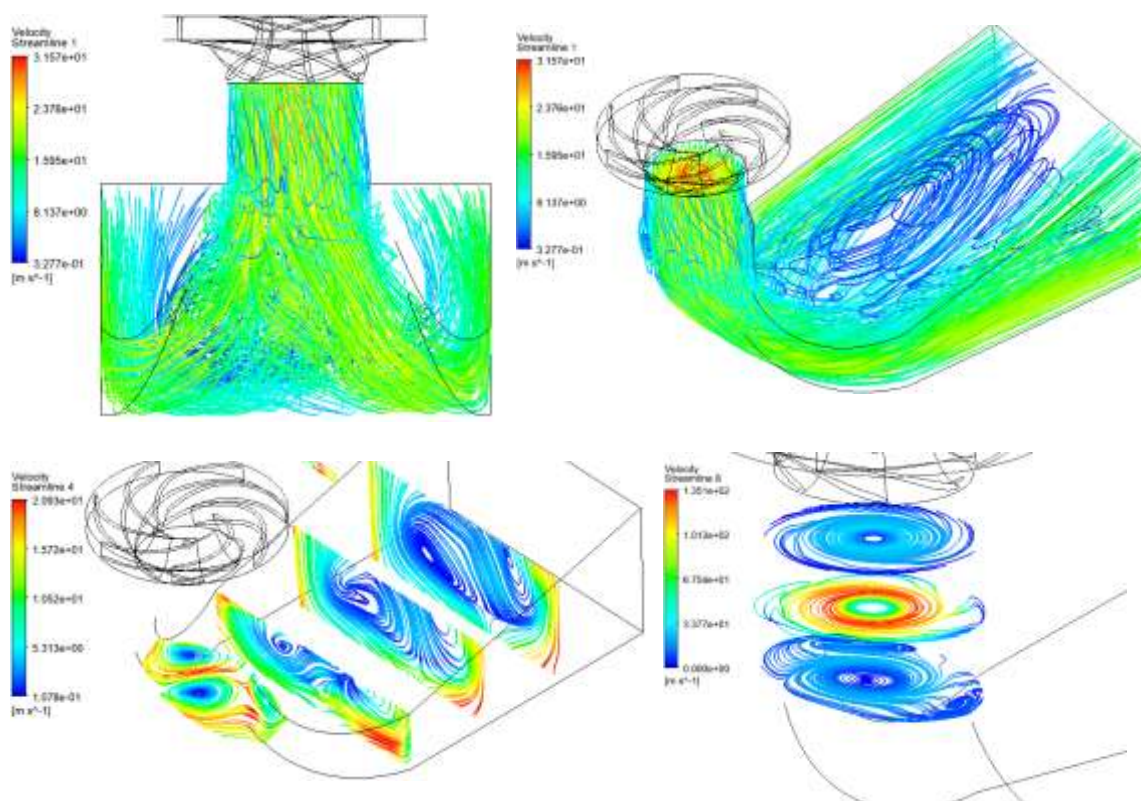 Velocity
Streamline 1
3.157e+01
2.376e+01
1.595e+01
8.137e+00
3.277e-01
[m s^-1]
Velocity
Streamline 1
3.157e+01
2.376e+01
1.595e+01
8.137e+00
3.277e-01
[m s^-1]
Velocity
Streamline 4
2.093e+01
1.572e+01
1.052e+01
5.313e+00
1.078e-01
[m s^-1]
Velocity
Streamline
1.351e+02
1.013e+02
6.754e+01
3.377e+01
0.000e+00
[m s^-1]